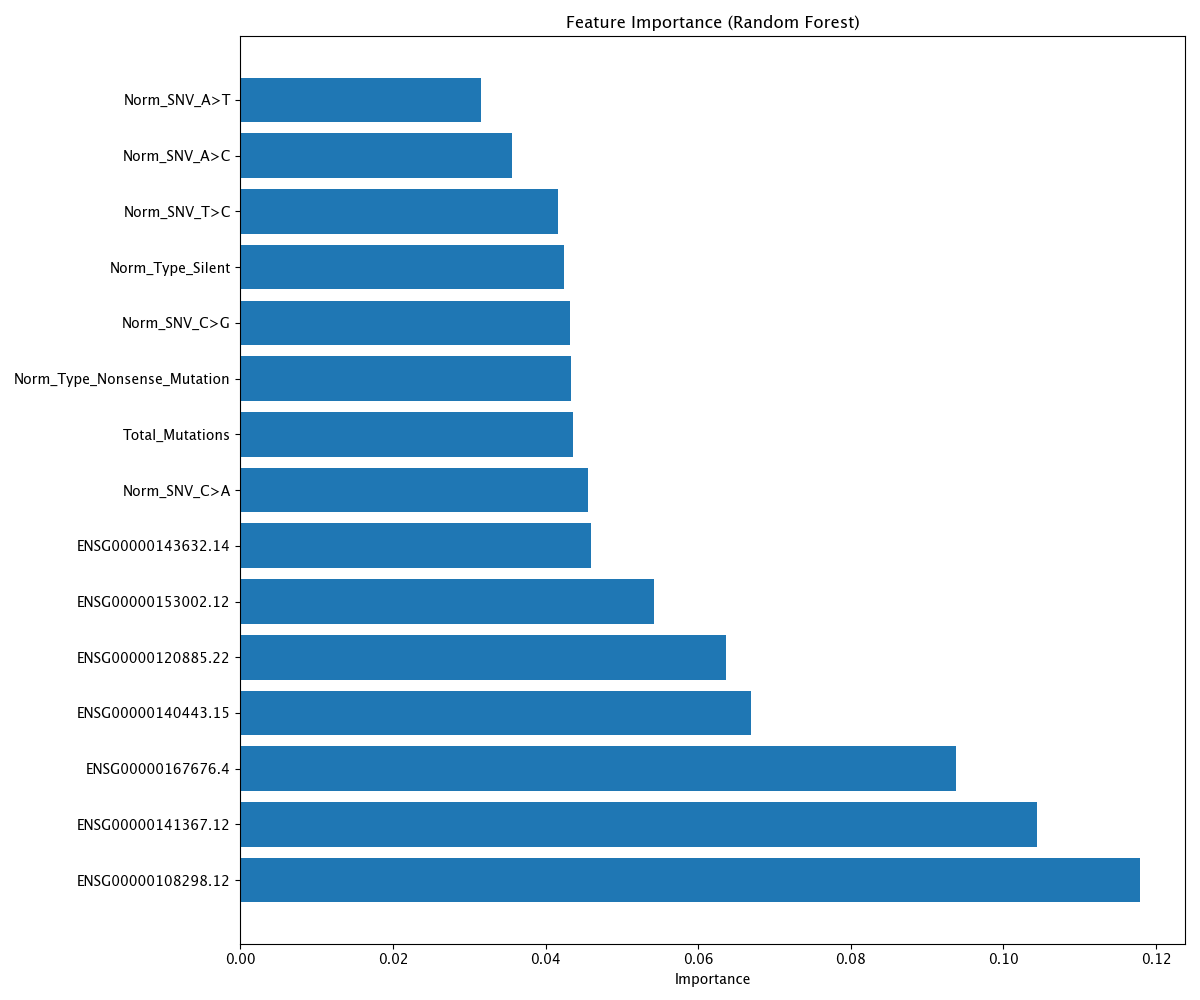 Feature Importance (Random Forest)
Norm_SNV_A>T
Norm_SNV_A>C
Norm_SNV_T>C
Norm_Type_Silent
Norm_SNV_C>G
Norm_Type_Nonsense_Mutation
Total_Mutations
Norm_SNV_C>A
ENSG00000143632.14
ENSG00000153002.12
ENSG00000120885.22
ENSG00000140443.15
ENSG00000167676.4
ENSG00000141367.12
ENSG00000108298.12
0.00 0.02 0.04 0.06 0.08 0.10 0.12
Importance